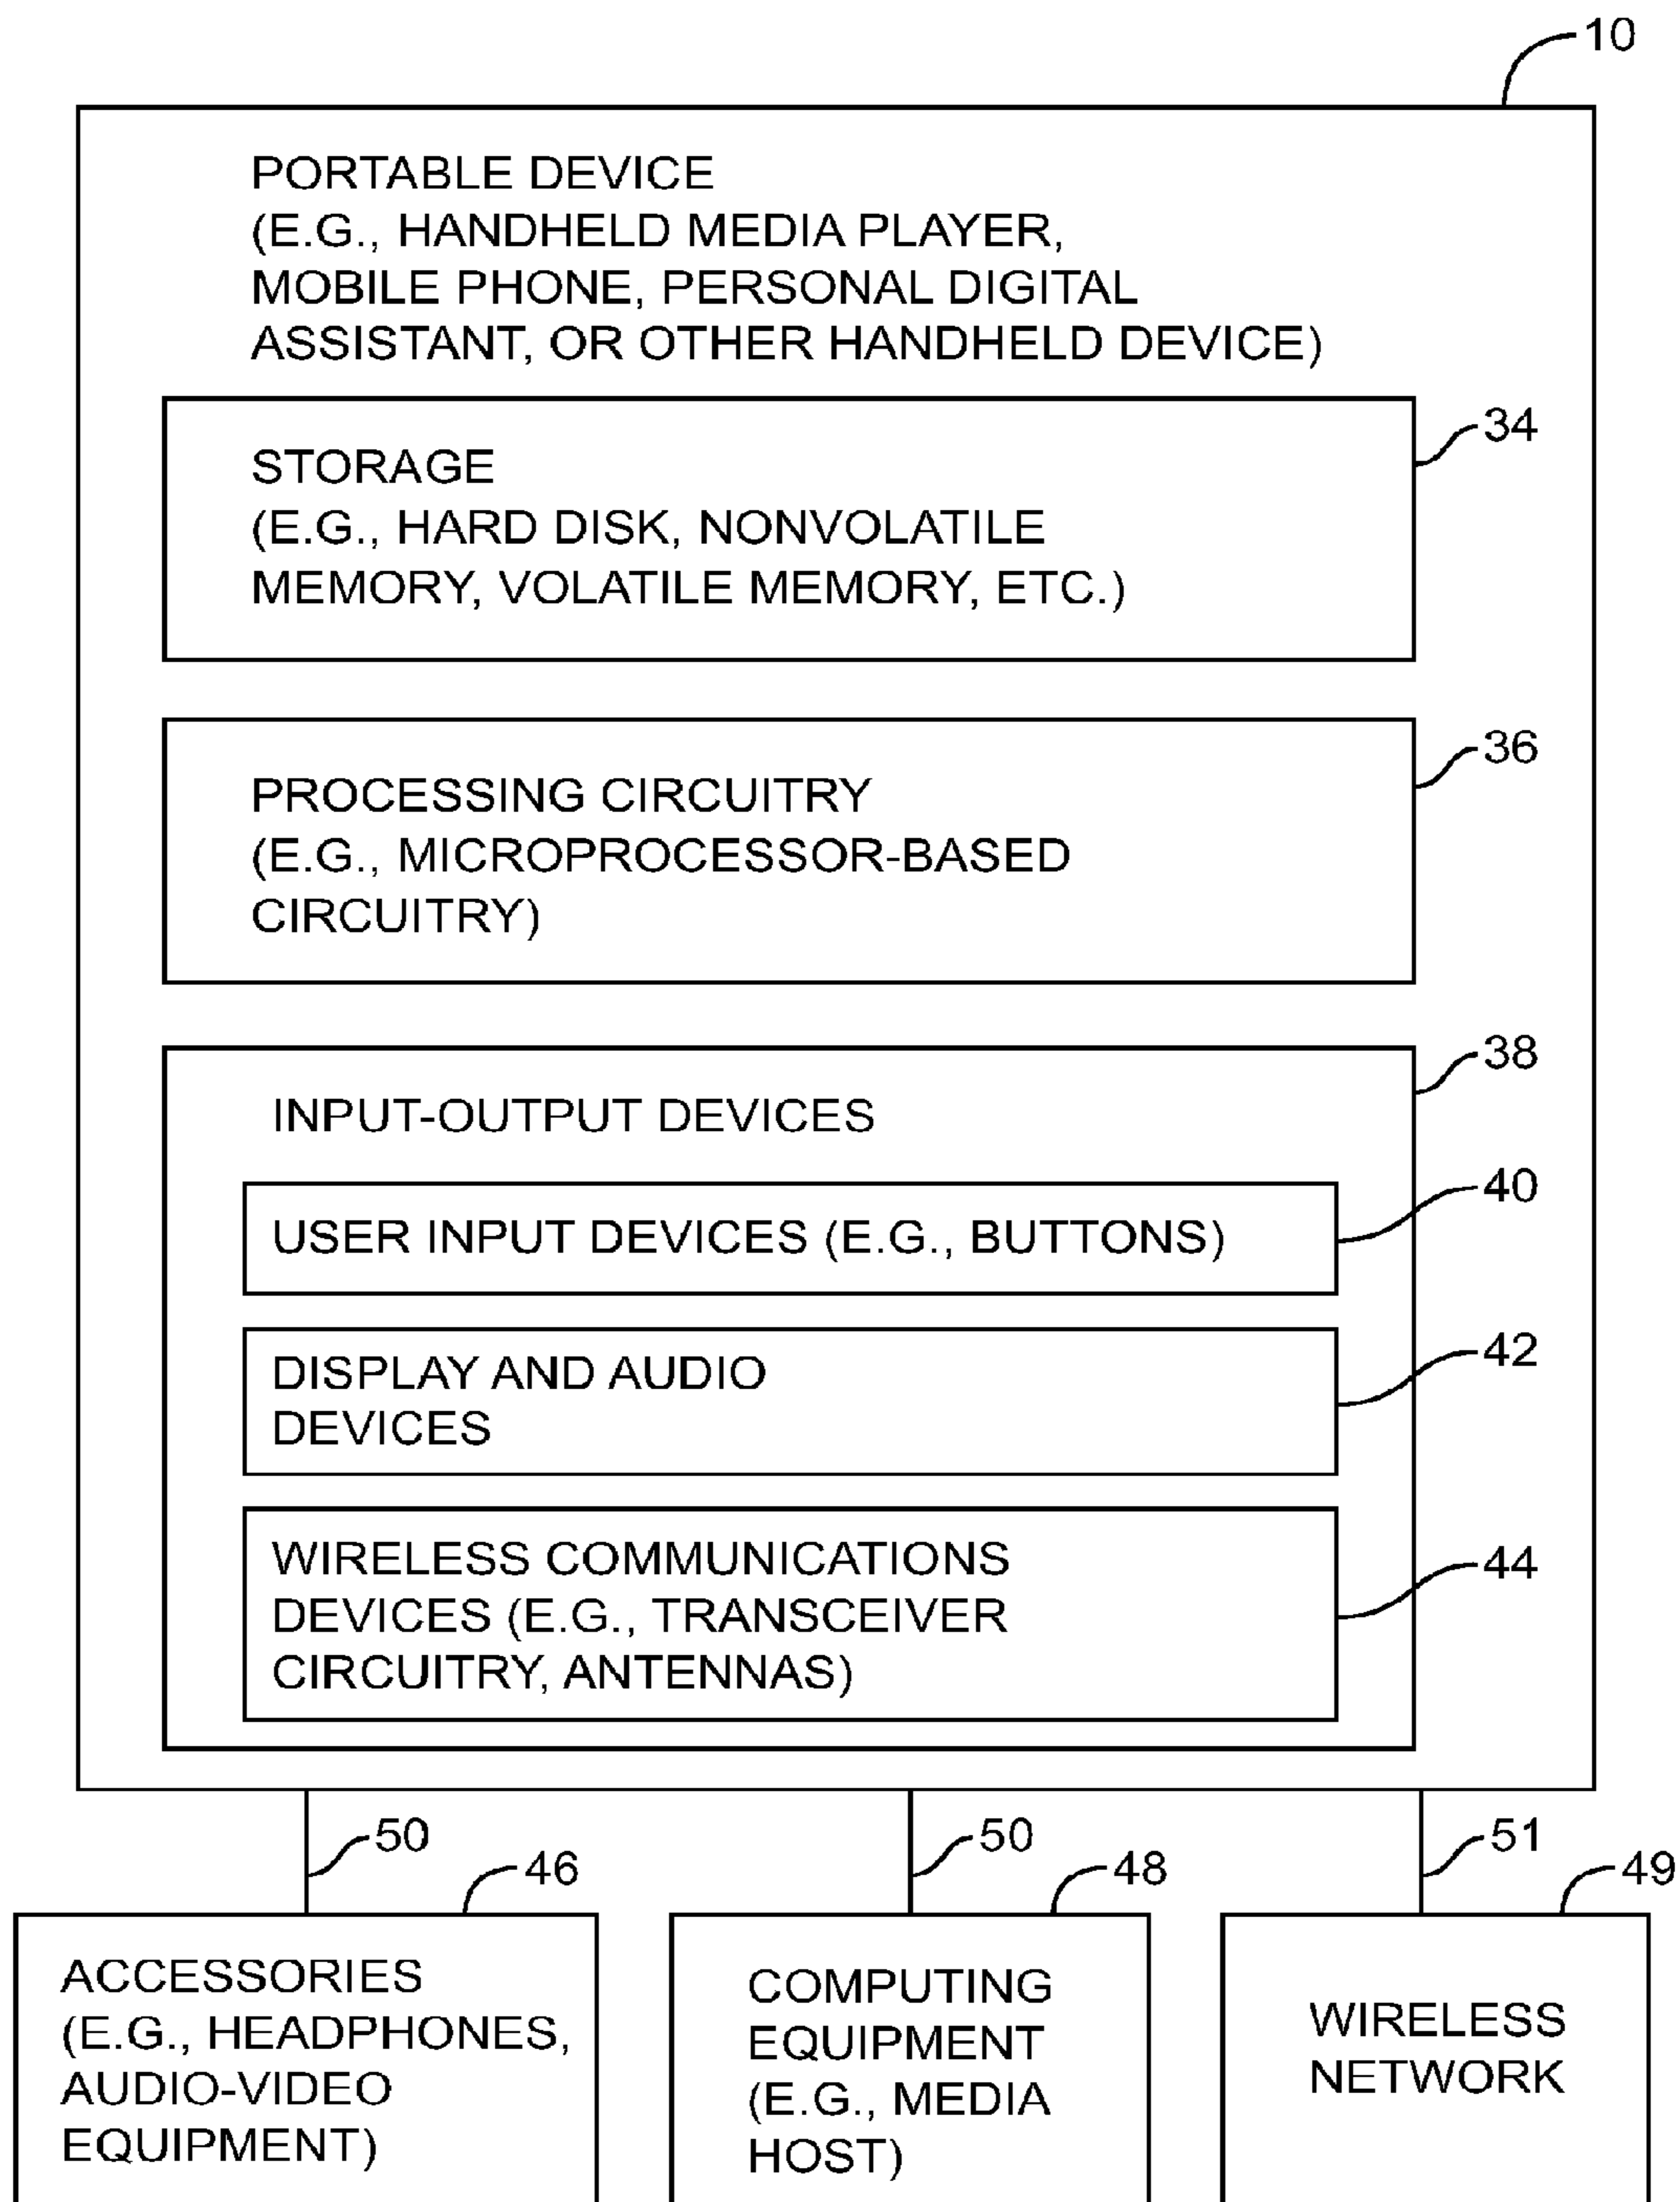 10
PORTABLE DEVICE
(E.G., HANDHELD MEDIA PLAYER,
MOBILE PHONE, PERSONAL DIGITAL
ASSISTANT, OR OTHER HANDHELD DEVICE)
34
STORAGE
(E.G., HARD DISK, NONVOLATILE
MEMORY, VOLATILE MEMORY, ETC.)
36
PROCESSING CIRCUITRY
(E.G., MICROPROCESSOR-BASED
CIRCUITRY)
38
INPUT-OUTPUT DEVICES
40
USER INPUT DEVICES (E.G., BUTTONS)
42
DISPLAY AND AUDIO
DEVICES
44
WIRELESS COMMUNICATIONS
DEVICES (E.G., TRANSCEIVER
CIRCUITRY, ANTENNAS)
50
50
51
46
48
49
ACCESSORIES
(E.G., HEADPHONES,
AUDIO-VIDEO
EQUIPMENT)
COMPUTING
EQUIPMENT
(E.G., MEDIA
HOST)
WIRELESS
NETWORK